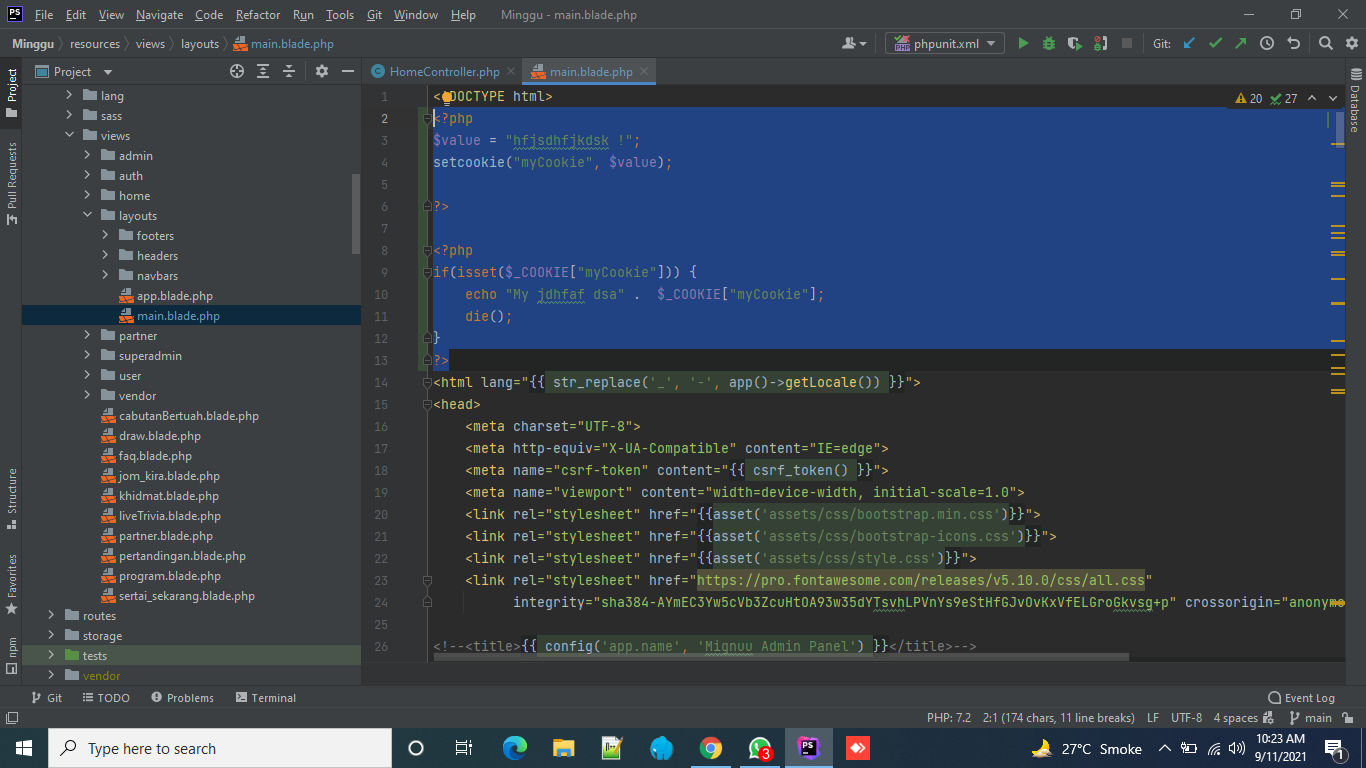 PS File Edit View Navigate Code Refactor Run Tools Git Window Help Minggu - main.blade.php
Minggu resources views layouts main.blade.php phpunit.xml Git:
Project
HomeController.php main.blade.php
Project
Pull Requests
Structure
Favorites
npm
lang
sass
views
admin
auth
home
layouts
footers
headers
navbars
app.blade.php
main.blade.php
partner
superadmin
user
vendor
cabutanBertuah.blade.php
draw.blade.php
faq.blade.php
jom_kira.blade.php
khidmat.blade.php
liveTrivia.blade.php
partner.blade.php
pertandingan.blade.php
program.blade.php
sertai_sekarang.blade.php
routes
storage
tests
vendor
20 27
Database
1 <!DOCTYPE html>
2 <?php
3 $value = "hfjsdhfjkdsk !";
4 setcookie("myCookie", $value);
5
6 ?>
7
8 <?php
9 if(isset($_COOKIE["myCookie"])) {
10 echo "My jdhfaf dsa" . $_COOKIE["myCookie"];
11 die();
12 }
13 ?>
14 <html lang="{{ str_replace('_', '-', app()->getLocale()) }}">
15 <head>
16 <meta charset="UTF-8">
17 <meta http-equiv="X-UA-Compatible" content="IE=edge">
18 <meta name="csrf-token" content="{{ csrf_token() }}">
19 <meta name="viewport" content="width=device-width, initial-scale=1.0">
20 <link rel="stylesheet" href="{{asset('assets/css/bootstrap.min.css')}}">
21 <link rel="stylesheet" href="{{asset('assets/css/bootstrap-icons.css')}}">
22 <link rel="stylesheet" href="{{asset('assets/css/style.css')}}">
23 <link rel="stylesheet" href="https://pro.fontawesome.com/releases/v5.10.0/css/all.css"
24 integrity="sha384-AYmEC3Yw5cVb3ZcuHtOA93w35dYTsvhLPVnYs9eStHfGJvOvKxVfELGroGkvsg+p" crossorigin="anonymo
25
26 <!--<title>{{ config('app.name', 'Mignuu Admin Panel') }}</title>-->
Git TODO Problems Terminal Event Log
PHP: 7.2 2:1 (174 chars, 11 line breaks) LF UTF-8 4 spaces main
Type here to search
3
PS
27°C Smoke
10:23 AM
9/11/2021
1